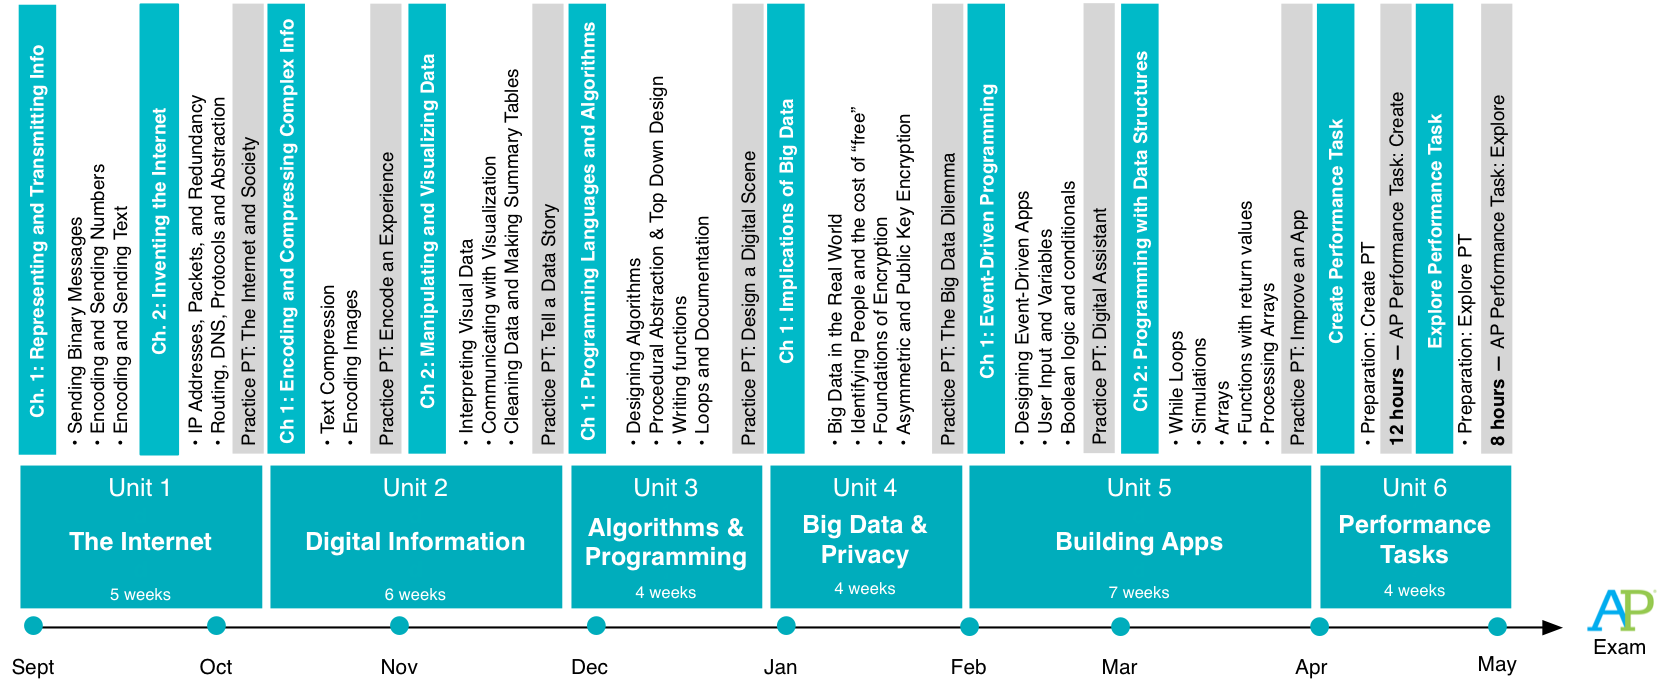 Ch. 1: Representing and Transmitting Info
• Sending Binary Messages
• Encoding and Sending Numbers
• Encoding and Sending Text
Ch. 2: Inventing the Internet
• IP Addresses, Packets, and Redundancy
• Routing, DNS, Protocols and Abstraction
Practice PT: The Internet and Society
Ch 1: Encoding and Compressing Complex Info
• Text Compression
• Encoding Images
Practice PT: Encode an Experience
Ch 2: Manipulating and Visualizing Data
• Interpreting Visual Data
• Communicating with Visualization
• Cleaning Data and Making Summary Tables
Practice PT: Tell a Data Story
Ch 1: Programming Languages and Algorithms
• Designing Algorithms
• Procedural Abstraction & Top Down Design
• Writing functions
• Loops and Documentation
Practice PT: Design a Digital Scene
Ch 1: Implications of Big Data
• Big Data in the Real World
• Identifying People and the cost of “free”
• Foundations of Encryption
• Asymmetric and Public Key Encryption
Practice PT: The Big Data Dilemma
Ch 1: Event-Driven Programming
• Designing Event-Driven Apps
• User Input and Variables
• Boolean logic and conditionals
Practice PT: Digital Assistant
Ch 2: Programming with Data Structures
• While Loops
• Simulations
• Arrays
• Functions with return values
• Processing Arrays
Practice PT: Improve an App
Create Performance Task
• Preparation: Create PT
12 hours — AP Performance Task: Create
Explore Performance Task
• Preparation: Explore PT
8 hours — AP Performance Task: Explore
Unit 1
The Internet
5 weeks
Unit 2
Digital Information
6 weeks
Unit 3
Algorithms &
Programming
4 weeks
Unit 4
Big Data &
Privacy
4 weeks
Unit 5
Building Apps
7 weeks
Unit 6
Performance
Tasks
4 weeks
Sept
Oct
Nov
Dec
Jan
Feb
Mar
Apr
May
AP
Exam